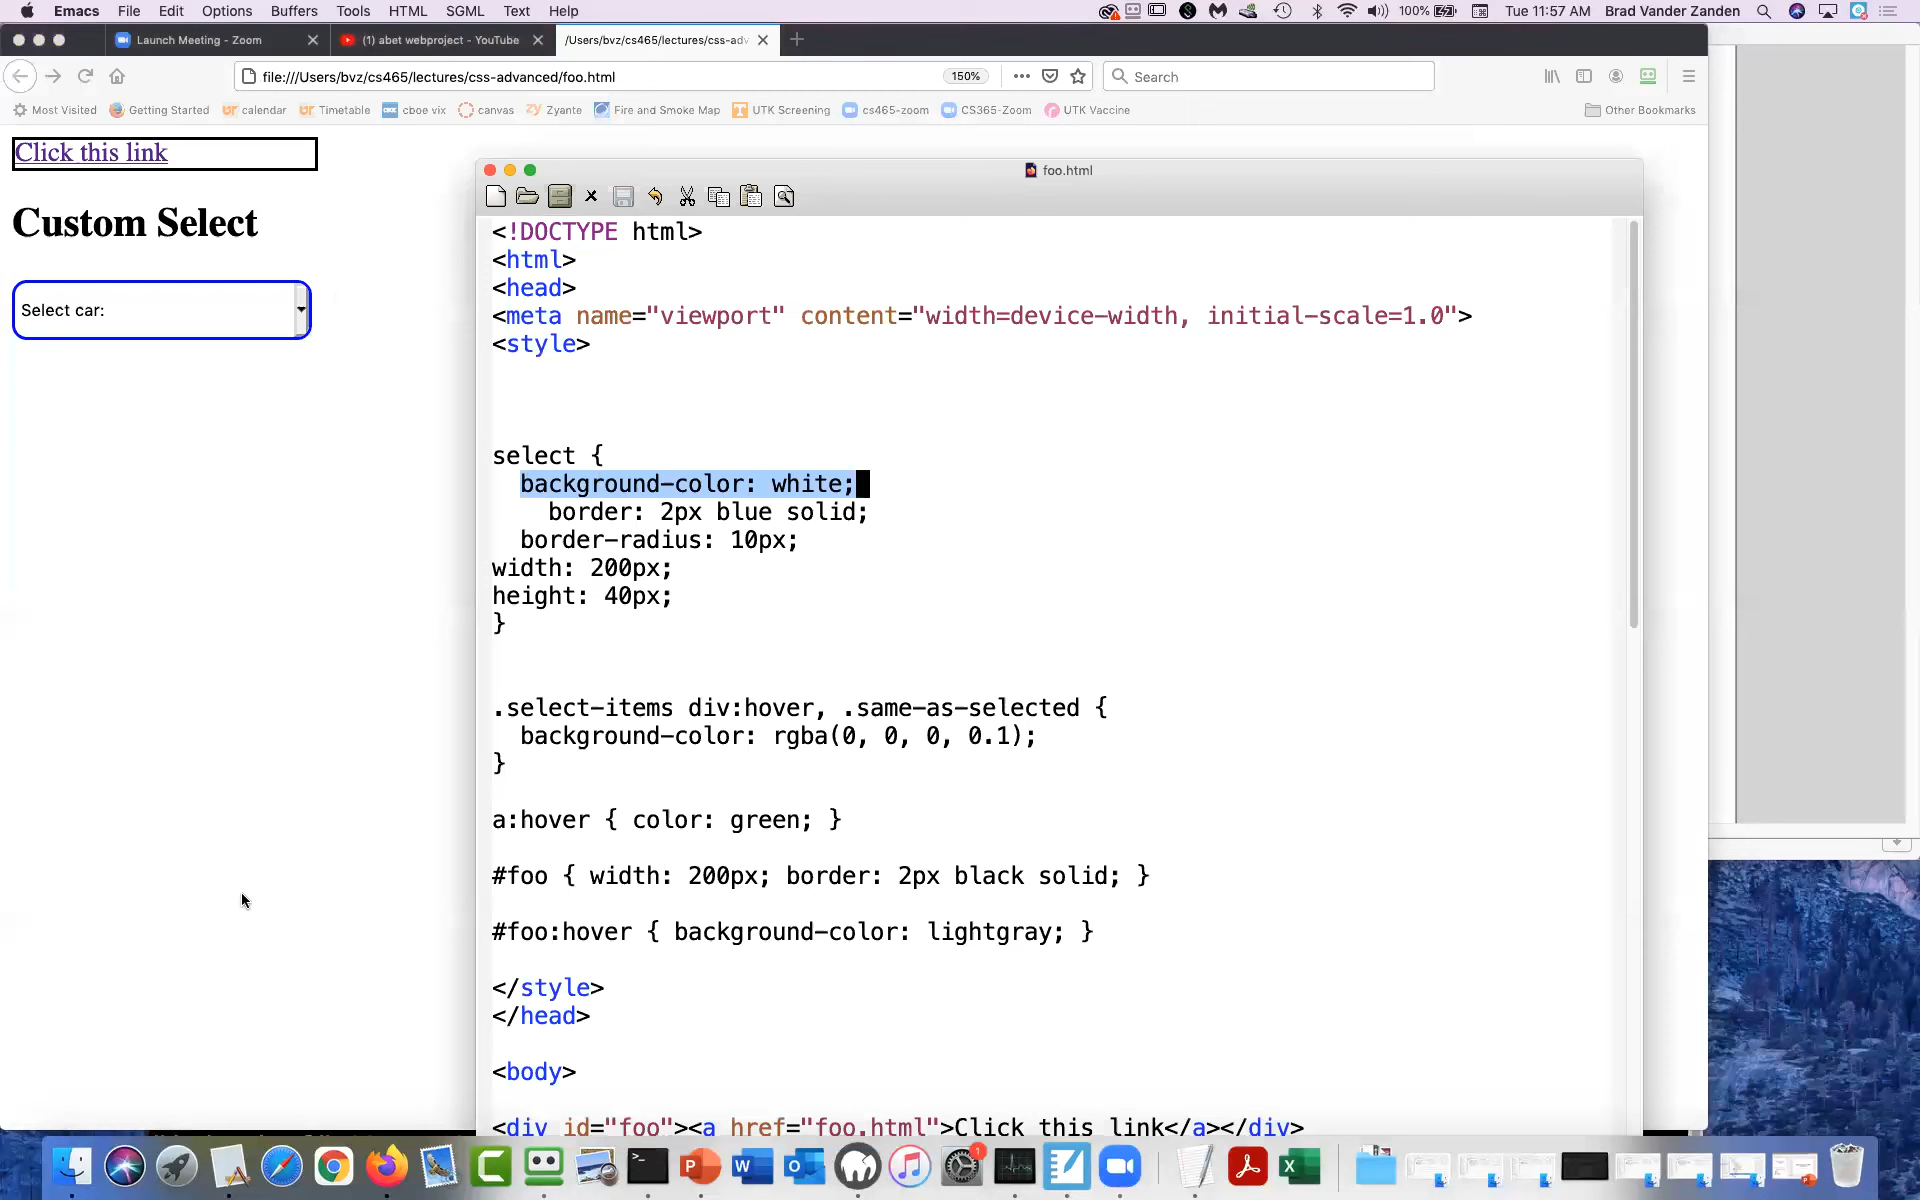 Emacs File Edit Options Buffers Tools HTML SGML Text Help 100% Tue 11:57 AM Brad Vander Zanden
Launch Meeting - Zoom (1) abet webproject - YouTube /Users/bvz/cs465/lectures/css-adv
file:///Users/bvz/cs465/lectures/css-advanced/foo.html 150% Search
Most Visited Getting Started calendar Timetable cboe vix canvas Zyante Fire and Smoke Map UTK Screening cs465-zoom CS365-Zoom UTK Vaccine Other Bookmarks
Click this link
Custom Select
Select car:
foo.html
<!DOCTYPE html>
<html>
<head>
<meta name="viewport" content="width=device-width, initial-scale=1.0">
<style>
select {
background-color: white;
border: 2px blue solid;
border-radius: 10px;
width: 200px;
height: 40px;
}
.select-items div:hover, .same-as-selected {
background-color: rgba(0, 0, 0, 0.1);
}
a:hover { color: green; }
#foo { width: 200px; border: 2px black solid; }
#foo:hover { background-color: lightgray; }
</style>
</head>
<body>
<div id="foo"><a href="foo.html">Click this link</a></div>